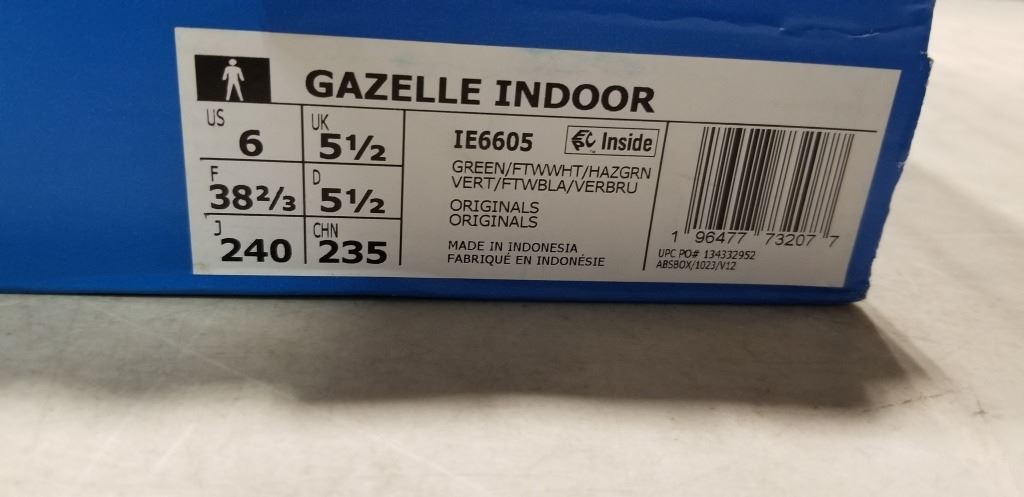 GAZELLE INDOOR
US 6 UK 5½
F 38⅔ D 5½
J 240 CHN 235
IE6605 Inside
GREEN/FTWWHT/HAZGRN
VERT/FTWBLA/VERBRU
ORIGINALS
ORIGINALS
MADE IN INDONESIA
FABRIQUÉ EN INDONÉSIE
1 96477 73207 7
UPC PO# 134332952
ABSBOX/1023/V12